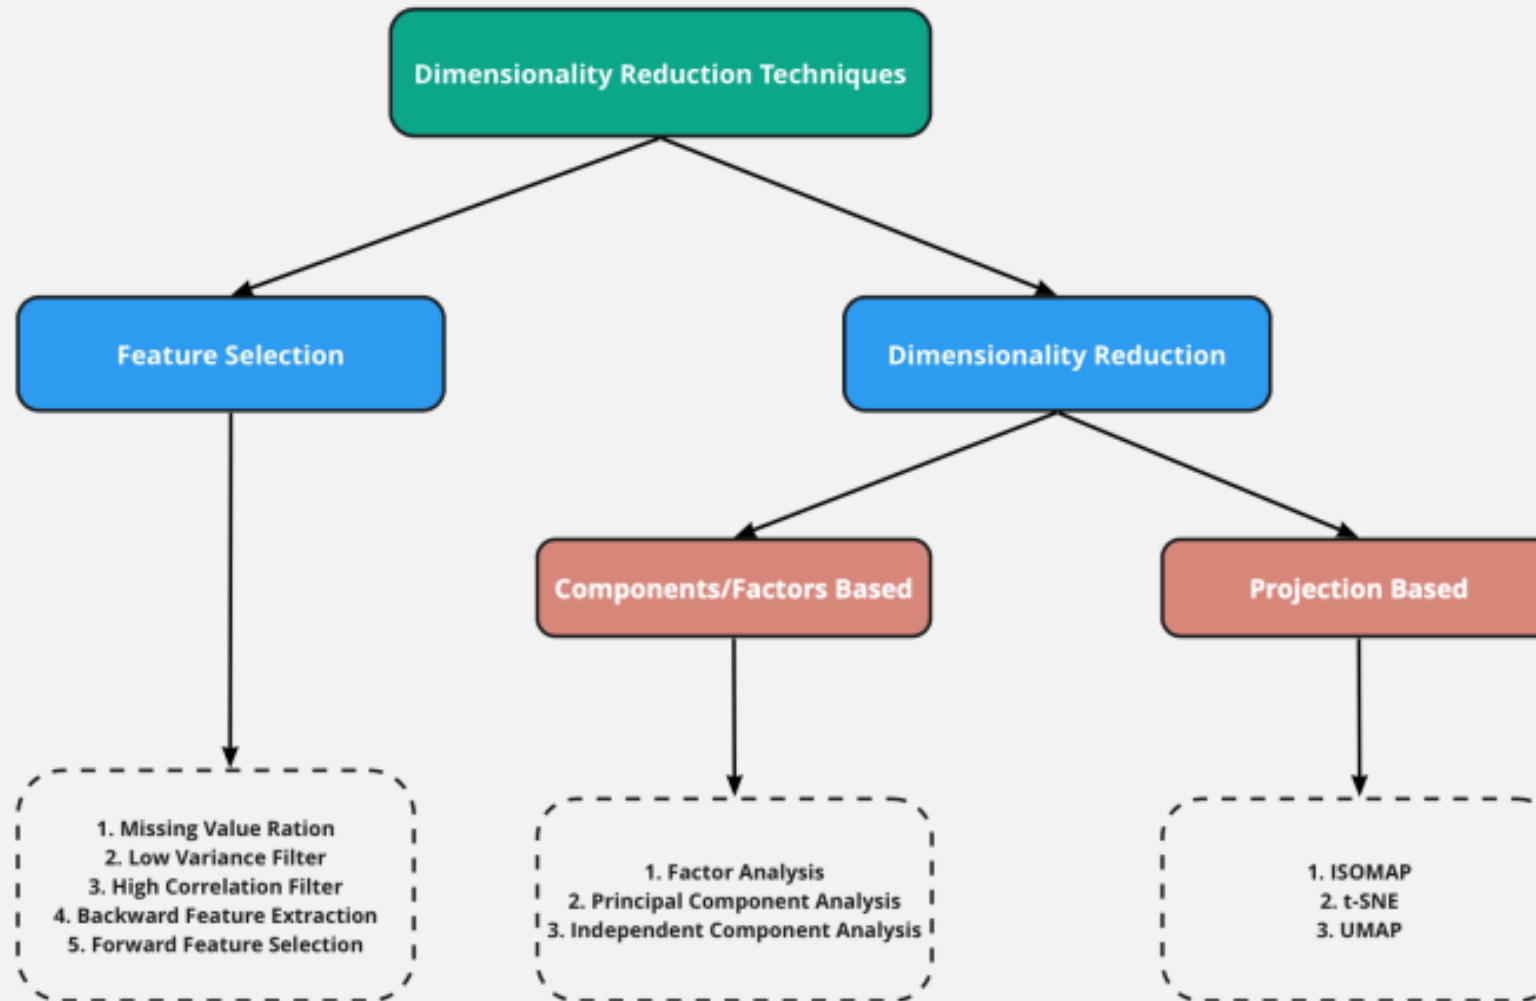 Dimensionality Reduction Techniques
Feature Selection
Dimensionality Reduction
Components/Factors Based
Projection Based
1. Missing Value Ration
2. Low Variance Filter
3. High Correlation Filter
4. Backward Feature Extraction
5. Forward Feature Selection
1. Factor Analysis
2. Principal Component Analysis
3. Independent Component Analysis
1. ISOMAP
2. t-SNE
3. UMAP